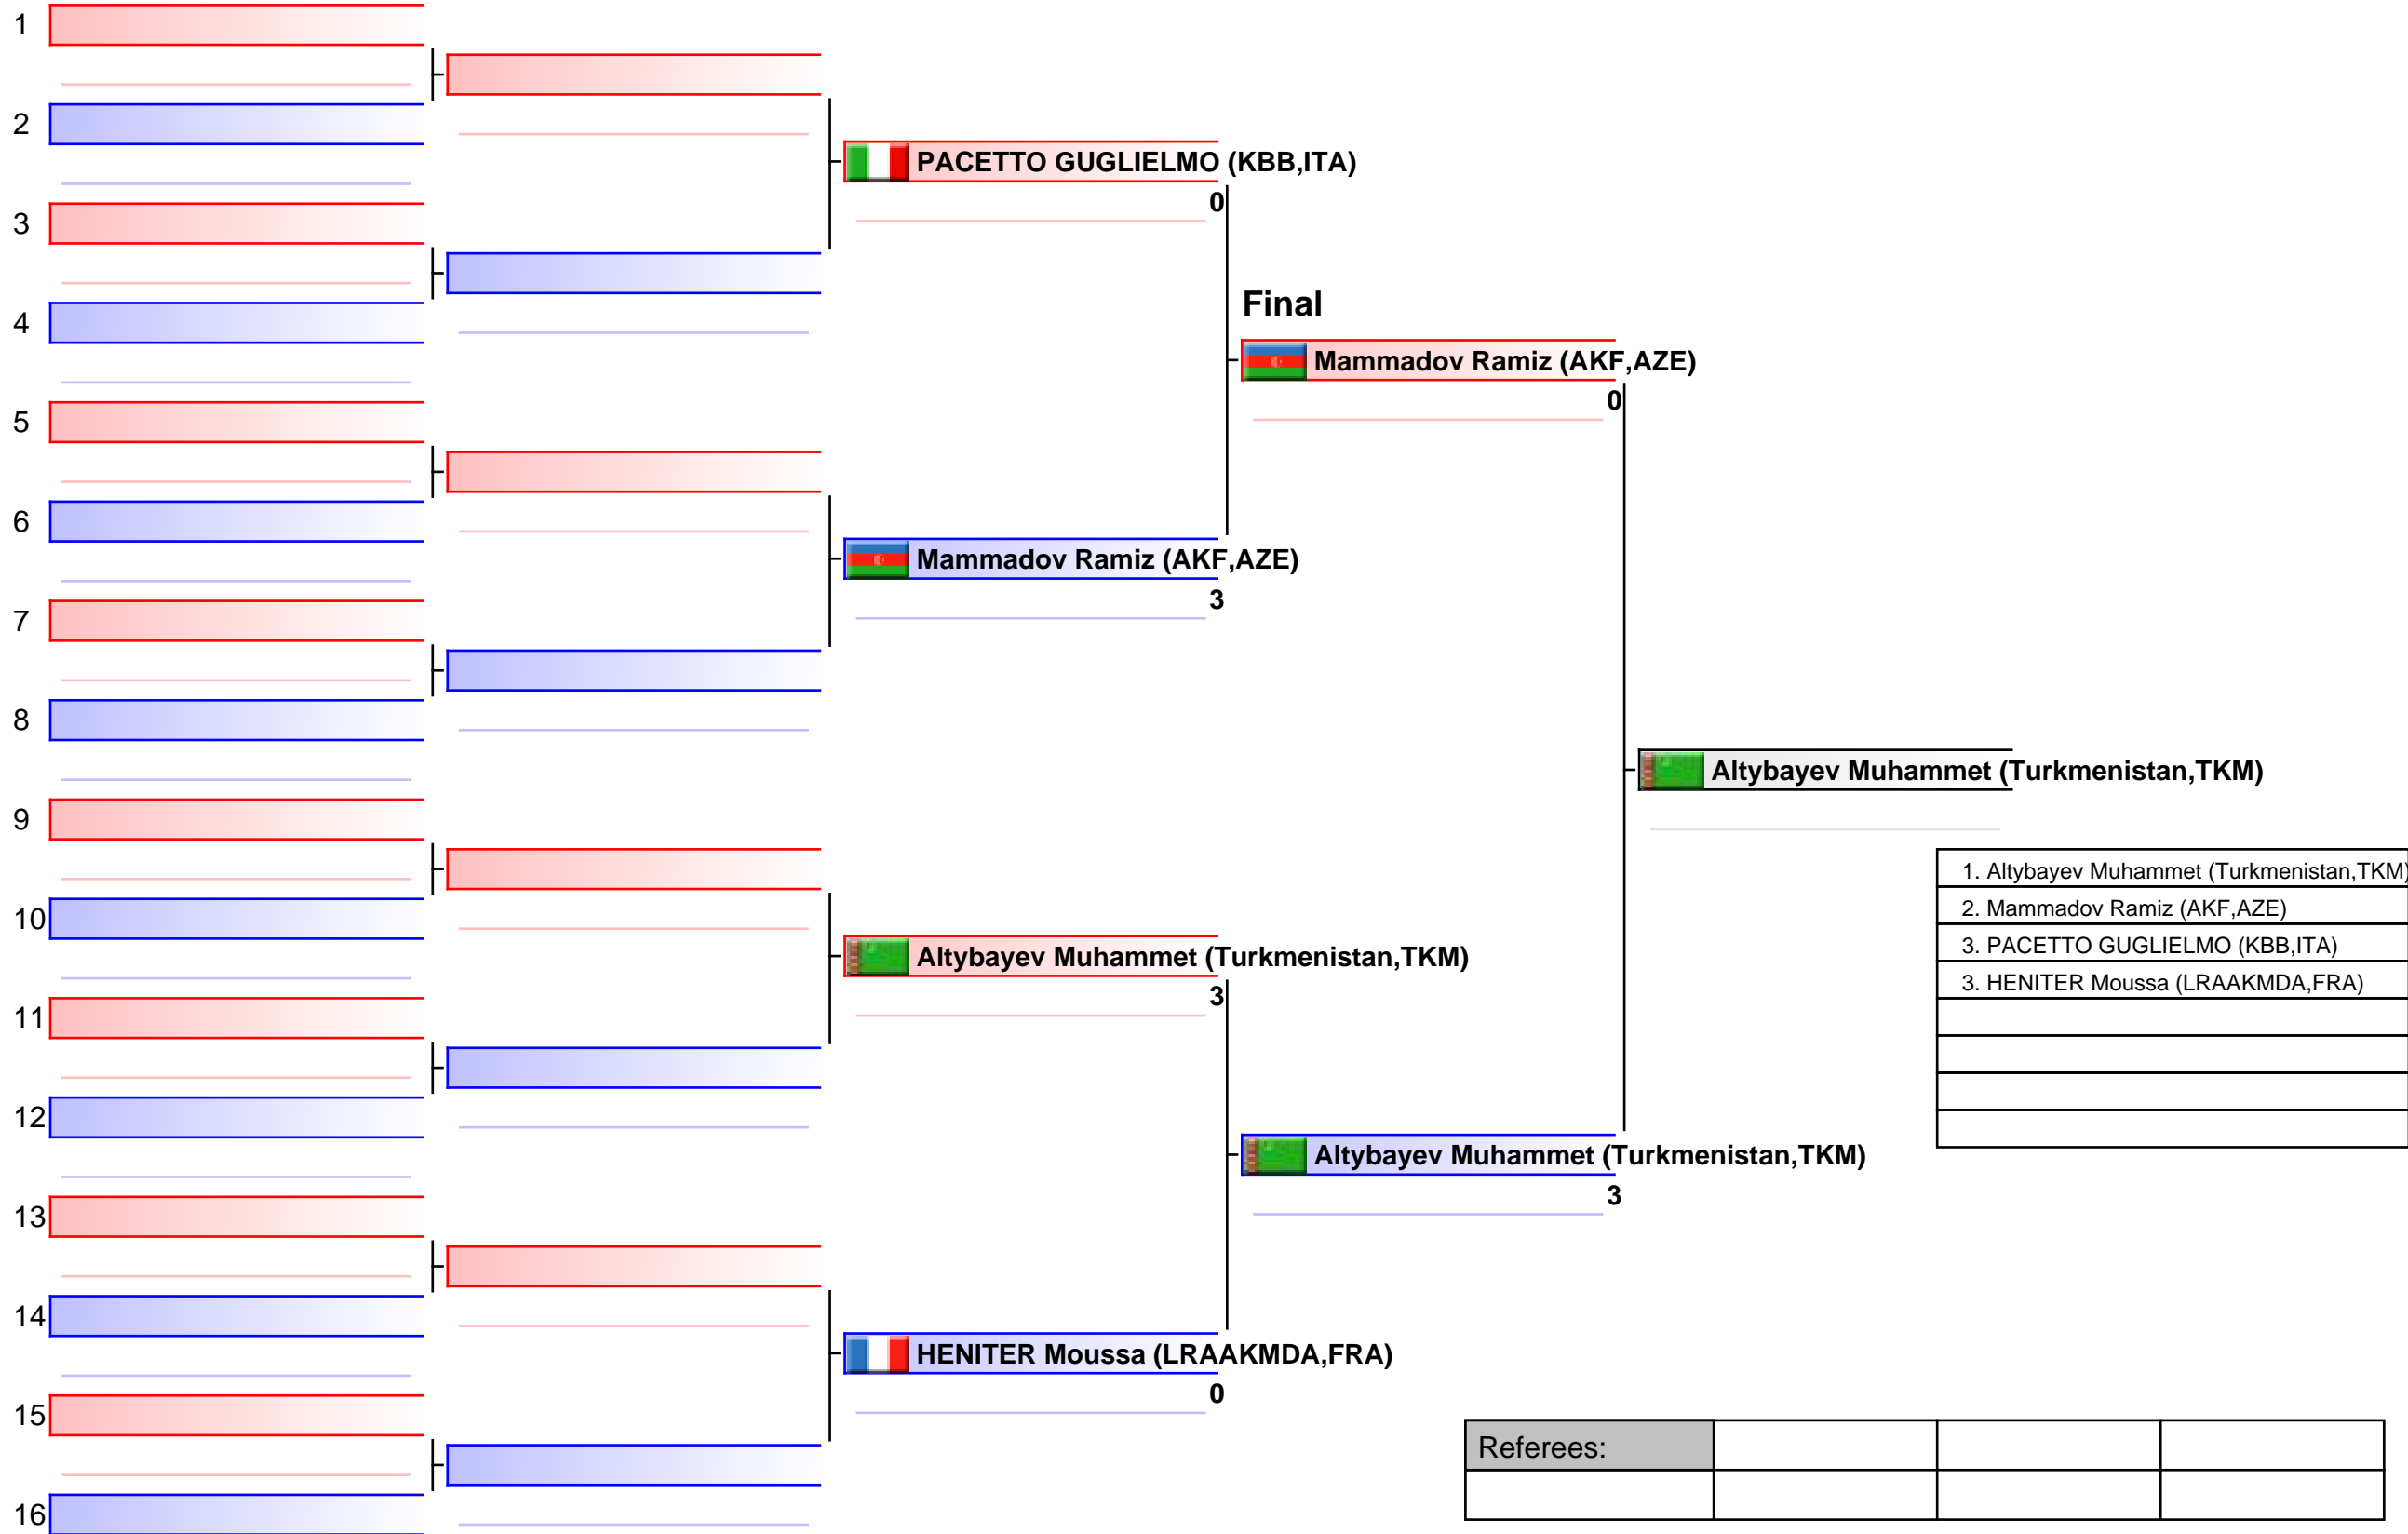 1
2
PACETTO GUGLIELMO (KBB,ITA)
0
3
Final
4
Mammadov Ramiz (AKF,AZE)
0
5
6
Mammadov Ramiz (AKF,AZE)
3
7
8
Altybayev Muhammet (Turkmenistan,TKM)
9
1. Altybayev Muhammet (Turkmenistan,TKM)
2. Mammadov Ramiz (AKF,AZE)
3. PACETTO GUGLIELMO (KBB,ITA)
3. HENITER Moussa (LRAAKMDA,FRA)
10
Altybayev Muhammet (Turkmenistan,TKM)
3
11
12
Altybayev Muhammet (Turkmenistan,TKM)
3
13
14
HENITER Moussa (LRAAKMDA,FRA)
0
15
Referees:
16